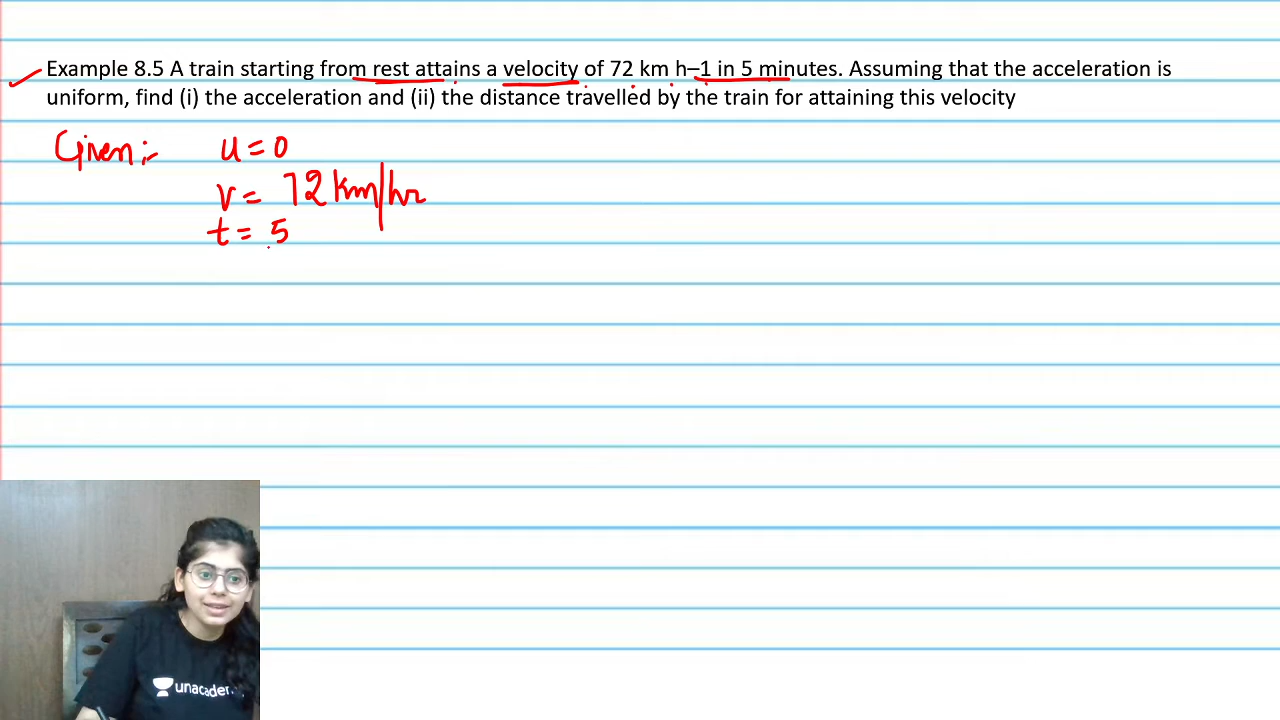 Example 8.5 A train starting from rest attains a velocity of 72 km h–1 in 5 minutes. Assuming that the acceleration is
uniform, find (i) the acceleration and (ii) the distance travelled by the train for attaining this velocity
Given:- u = 0
v = 72 km/hr
t = 5
unacadem